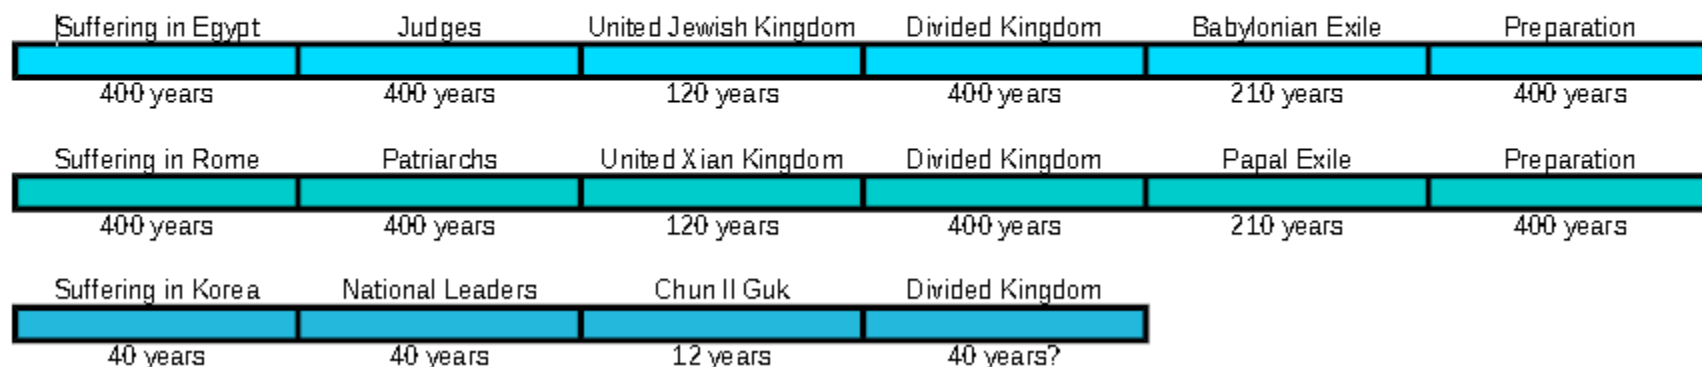 Suffering in Egypt Judges United Jewish Kingdom Divided Kingdom Babylonian Exile Preparation
400 years 400 years 120 years 400 years 210 years 400 years
Suffering in Rome Patriarchs United Xian Kingdom Divided Kingdom Papal Exile Preparation
400 years 400 years 120 years 400 years 210 years 400 years
Suffering in Korea National Leaders Chun Il Guk Divided Kingdom
40 years 40 years 12 years 40 years?